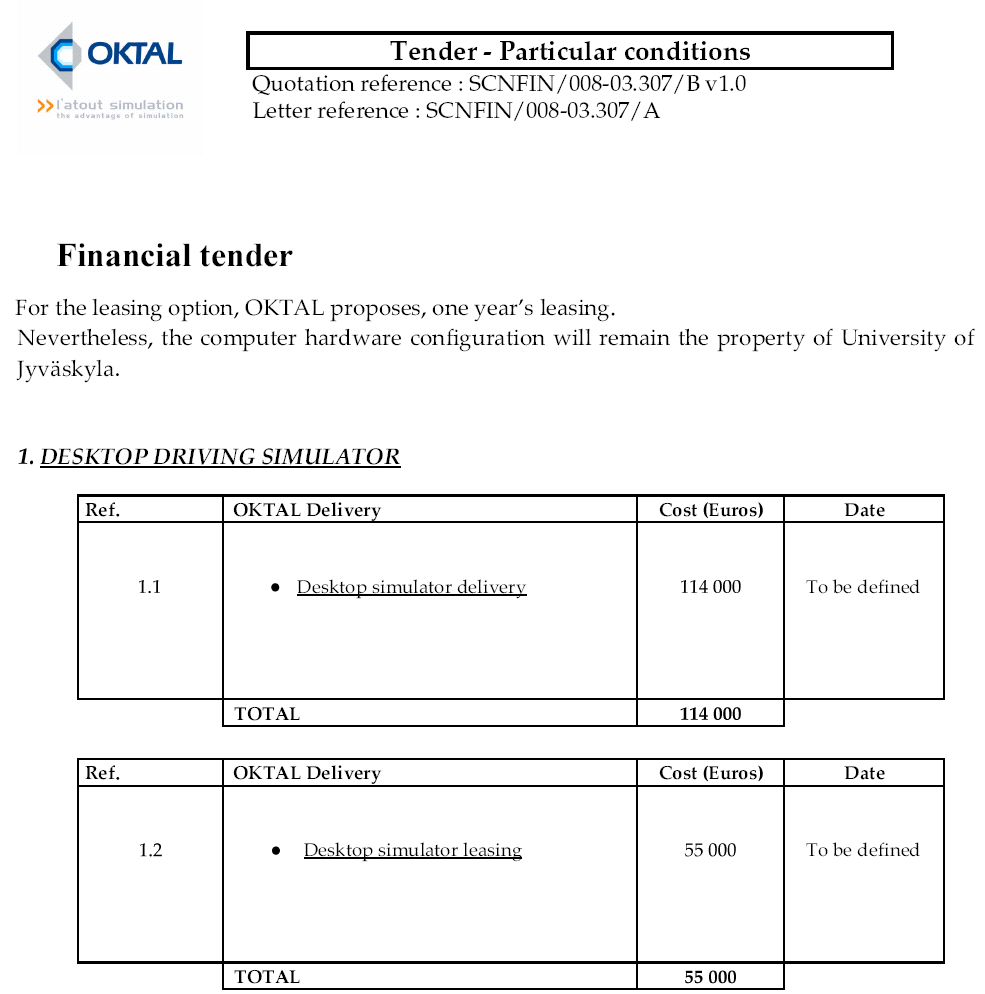 OKTAL
l'atout simulation
the advantage of simulation
Tender - Particular conditions
Quotation reference : SCNFIN/008-03.307/B v1.0
Letter reference : SCNFIN/008-03.307/A
Financial tender
For the leasing option, OKTAL proposes, one year's leasing.
Nevertheless, the computer hardware configuration will remain the property of University of
Jyväskyla.
1. DESKTOP DRIVING SIMULATOR
Ref. OKTAL Delivery Cost (Euros) Date
1.1 • Desktop simulator delivery 114 000 To be defined
TOTAL 114 000
Ref. OKTAL Delivery Cost (Euros) Date
1.2 • Desktop simulator leasing 55 000 To be defined
TOTAL 55 000